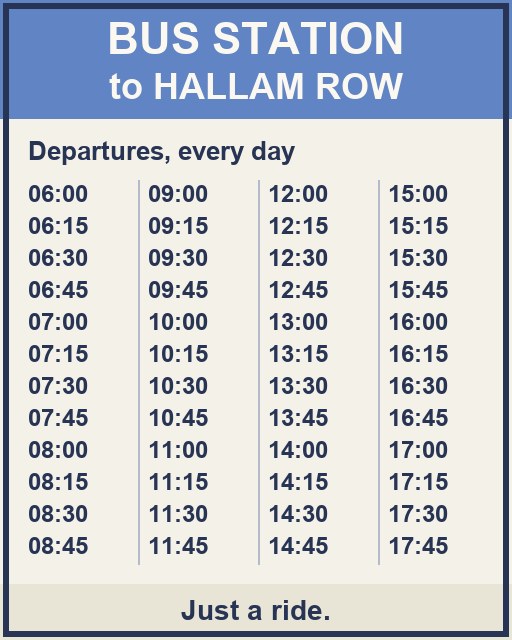 BUS STATION
to HALLAM ROW
Departures, every day
06:00 09:00 12:00 15:00
06:15 09:15 12:15 15:15
06:30 09:30 12:30 15:30
06:45 09:45 12:45 15:45
07:00 10:00 13:00 16:00
07:15 10:15 13:15 16:15
07:30 10:30 13:30 16:30
07:45 10:45 13:45 16:45
08:00 11:00 14:00 17:00
08:15 11:15 14:15 17:15
08:30 11:30 14:30 17:30
08:45 11:45 14:45 17:45
Just a ride.